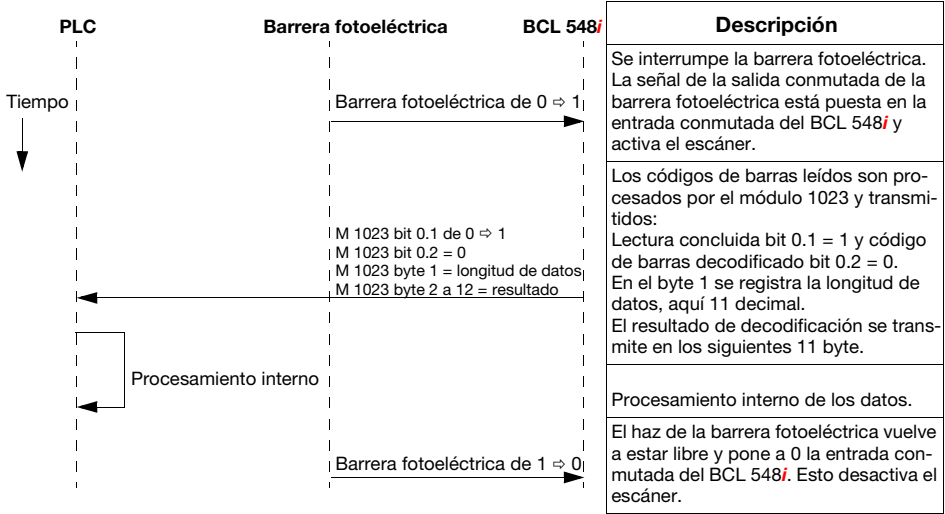 PLC
Barrera fotoeléctrica
BCL 548i
Descripción
Tiempo
Barrera fotoeléctrica de 0 ⇨ 1
Se interrumpe la barrera fotoeléctrica.
La señal de la salida conmutada de la
barrera fotoeléctrica está puesta en la
entrada conmutada del BCL 548i y
activa el escáner.
M 1023 bit 0.1 de 0 ⇨ 1
M 1023 bit 0.2 = 0
M 1023 byte 1 = longitud de datos
M 1023 byte 2 a 12 = resultado
Los códigos de barras leídos son pro-
cesados por el módulo 1023 y transmi-
tidos:
Lectura concluida bit 0.1 = 1 y código
de barras decodificado bit 0.2 = 0.
En el byte 1 se registra la longitud de
datos, aquí 11 decimal.
El resultado de decodificación se trans-
mite en los siguientes 11 byte.
Procesamiento interno
Procesamiento interno de los datos.
Barrera fotoeléctrica de 1 ⇨ 0
El haz de la barrera fotoeléctrica vuelve
a estar libre y pone a 0 la entrada con-
mutada del BCL 548i. Esto desactiva el
escáner.